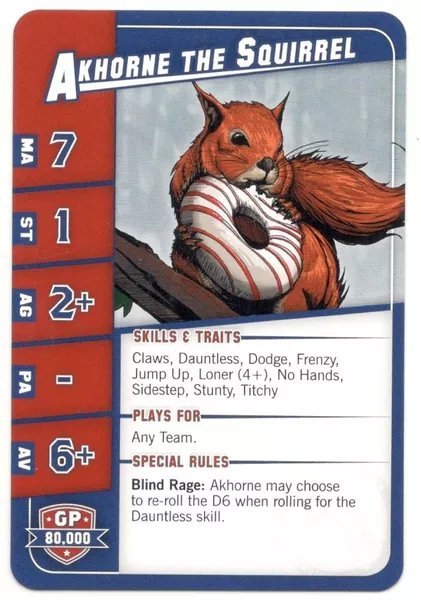 AKHORNE THE SQUIRREL
MA 7
ST 1
AG 2+
PA -
AV 6+
GP
80,000
SKILLS & TRAITS
Claws, Dauntless, Dodge, Frenzy,
Jump Up, Loner (4+), No Hands,
Sidestep, Stunty, Titchy
PLAYS FOR
Any Team.
SPECIAL RULES
Blind Rage: Akhorne may choose
to re-roll the D6 when rolling for the
Dauntless skill.